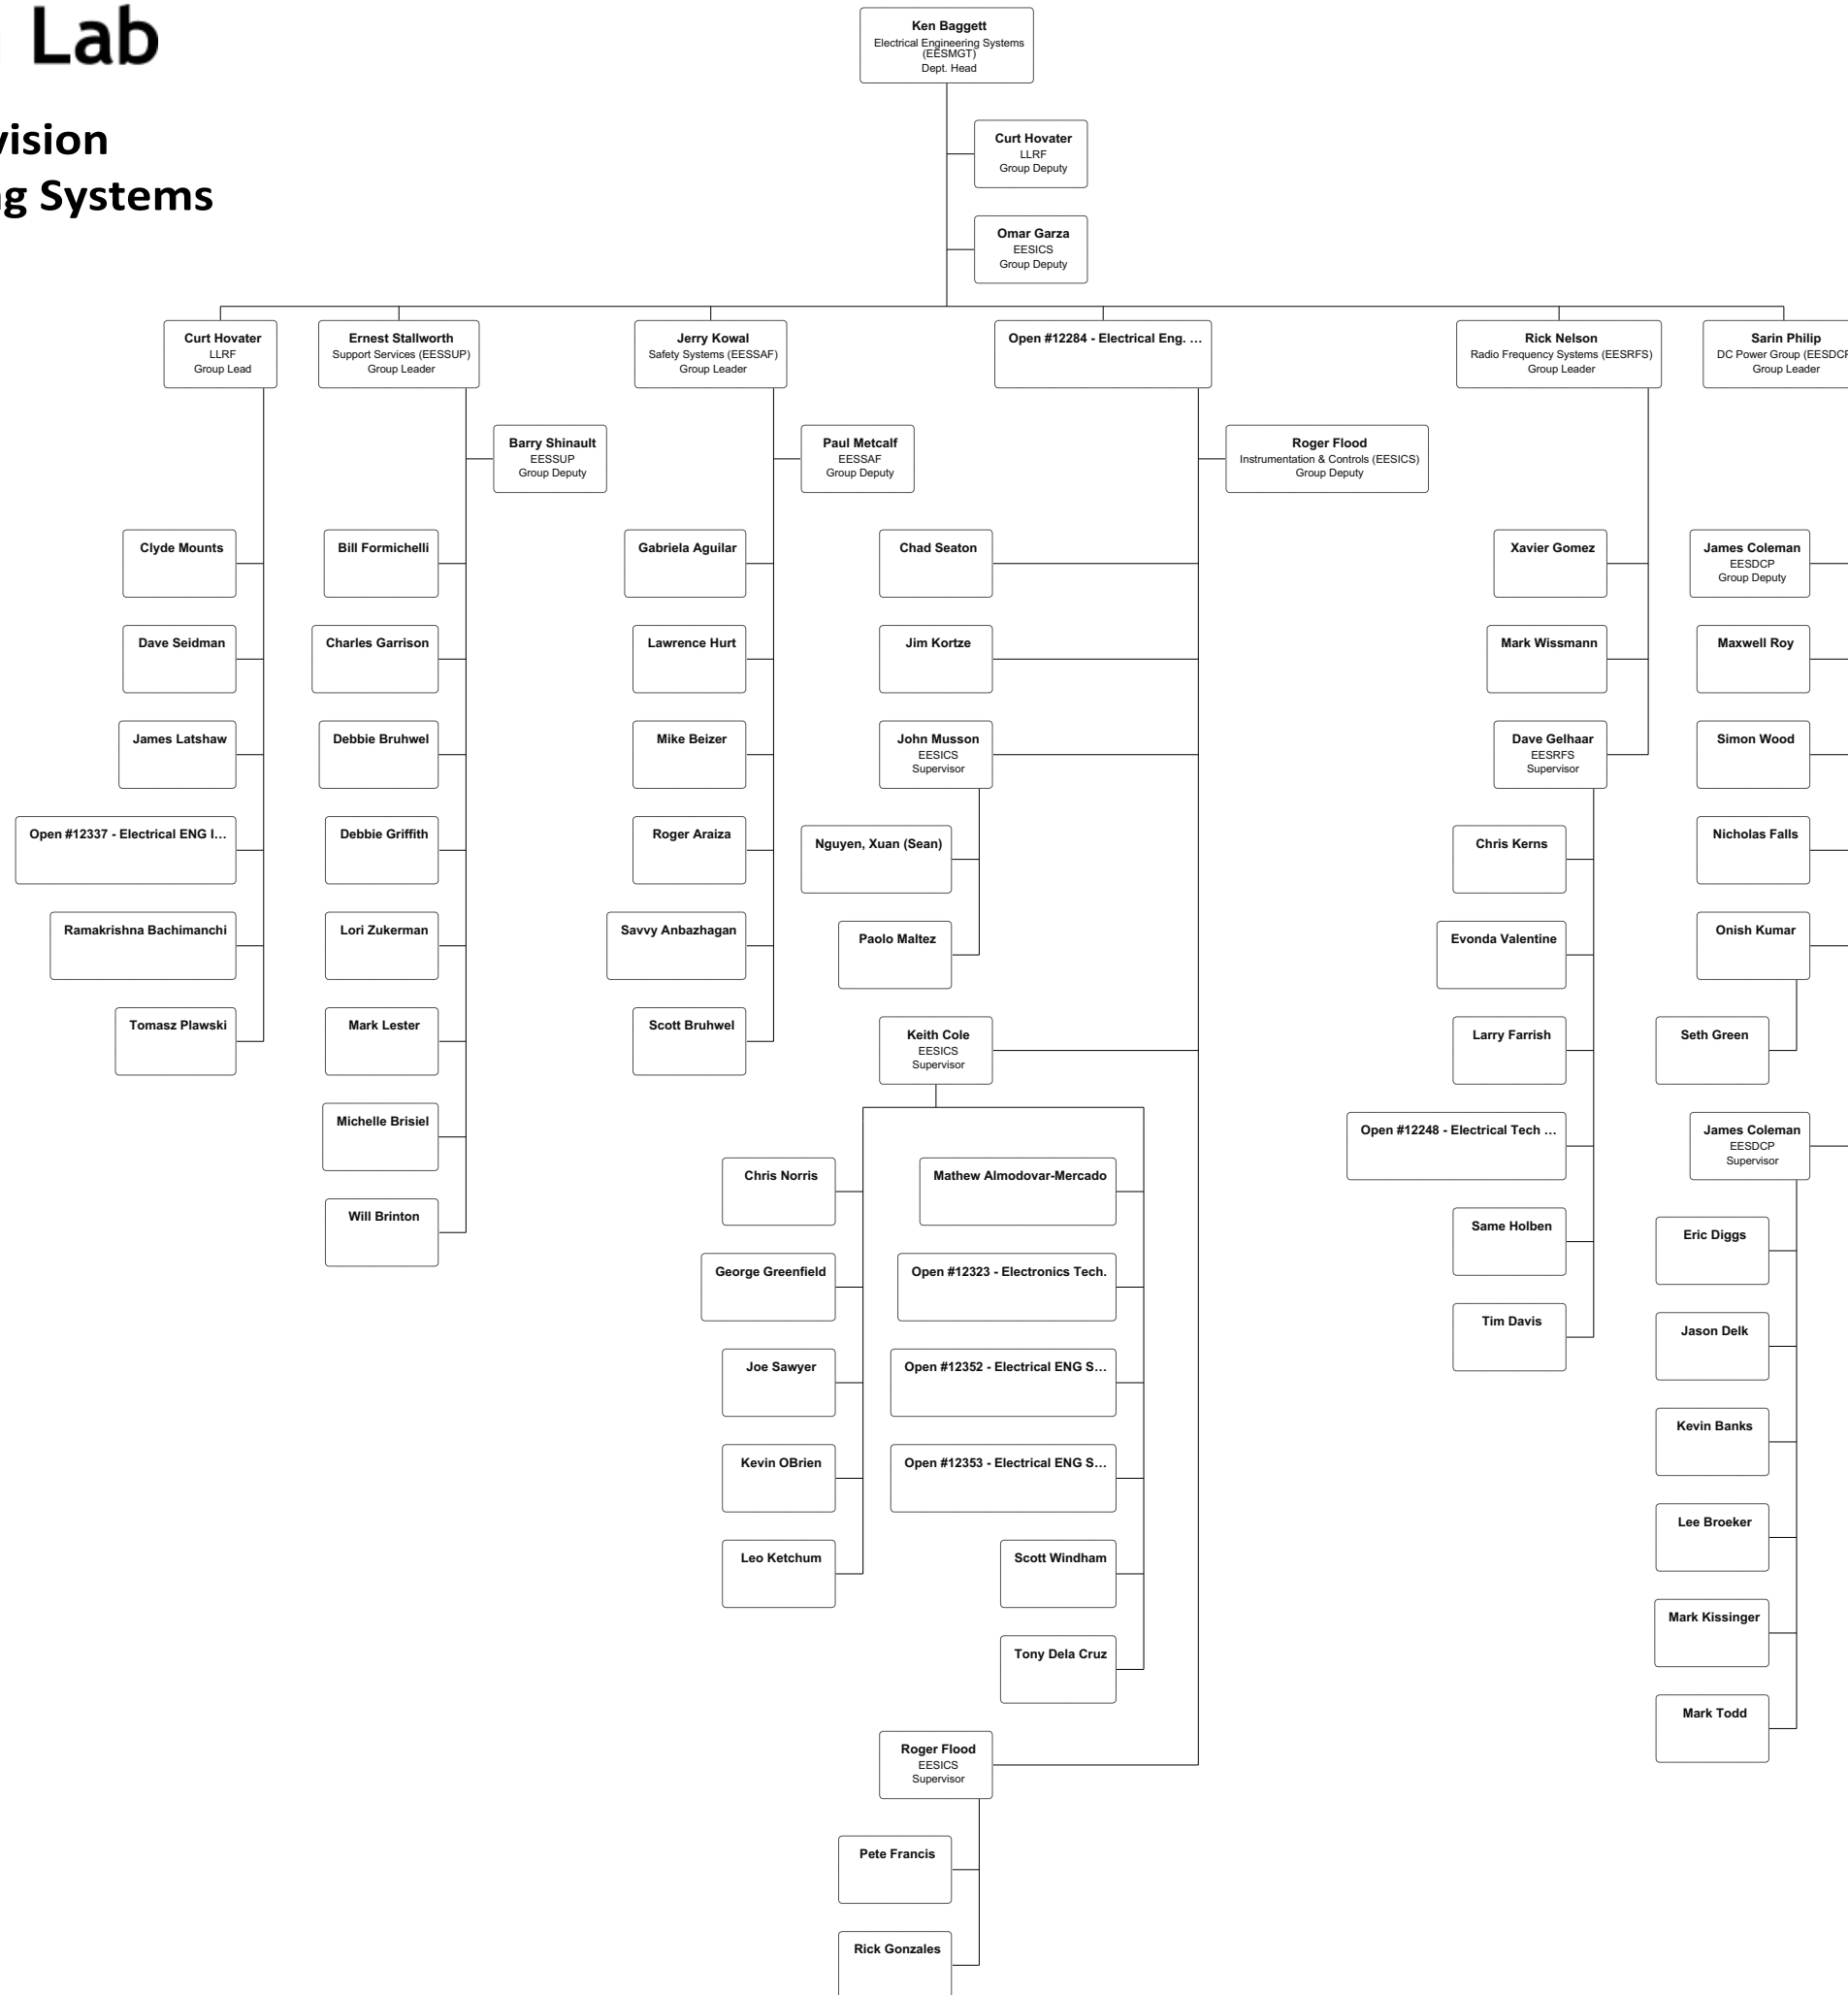 Lab
vision
ng Systems
Ken Baggett
Electrical Engineering Systems
(EESMGT)
Dept. Head
Curt Hovater
LLRF
Group Deputy
Omar Garza
EESICS
Group Deputy
Curt Hovater
LLRF
Group Lead
Ernest Stallworth
Support Services (EESSUP)
Group Leader
Jerry Kowal
Safety Systems (EESSAF)
Group Leader
Open #12284 - Electrical Eng. ...
Rick Nelson
Radio Frequency Systems (EESRFS)
Group Leader
Sarin Philip
DC Power Group (EESDCP
Group Leader
Barry Shinault
EESSUP
Group Deputy
Paul Metcalf
EESSAF
Group Deputy
Roger Flood
Instrumentation & Controls (EESICS)
Group Deputy
Clyde Mounts
Dave Seidman
James Latshaw
Open #12337 - Electrical ENG I...
Ramakrishna Bachimanchi
Tomasz Plawski
Bill Formichelli
Charles Garrison
Debbie Bruhwel
Debbie Griffith
Lori Zukerman
Mark Lester
Michelle Brisiel
Will Brinton
Gabriela Aguilar
Lawrence Hurt
Mike Beizer
Roger Araiza
Savvy Anbazhagan
Scott Bruhwel
Chad Seaton
Jim Kortze
John Musson
EESICS
Supervisor
Nguyen, Xuan (Sean)
Paolo Maltez
Keith Cole
EESICS
Supervisor
Chris Norris
George Greenfield
Joe Sawyer
Kevin OBrien
Leo Ketchum
Mathew Almodovar-Mercado
Open #12323 - Electronics Tech.
Open #12352 - Electrical ENG S...
Open #12353 - Electrical ENG S...
Scott Windham
Tony Dela Cruz
Roger Flood
EESICS
Supervisor
Pete Francis
Rick Gonzales
Xavier Gomez
Mark Wissmann
Dave Gelhaar
EESRFS
Supervisor
Chris Kerns
Evonda Valentine
Larry Farrish
Open #12248 - Electrical Tech ...
Same Holben
Tim Davis
James Coleman
EESDCP
Group Deputy
Maxwell Roy
Simon Wood
Nicholas Falls
Onish Kumar
Seth Green
James Coleman
EESDCP
Supervisor
Eric Diggs
Jason Delk
Kevin Banks
Lee Broeker
Mark Kissinger
Mark Todd